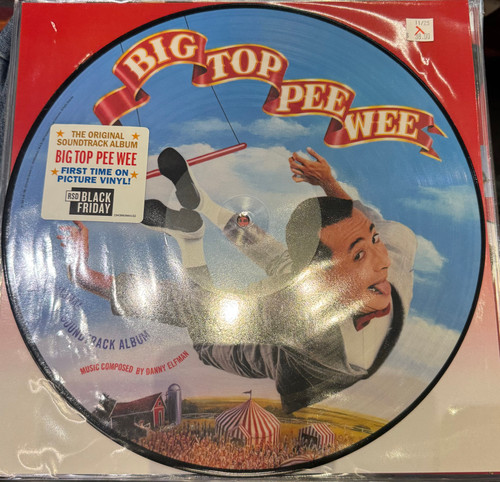 BIG TOP PEE WEE
THE ORIGINAL
SOUNDTRACK ALBUM
BIG TOP PEE WEE
FIRST TIME ON
PICTURE VINYL!
RSD BLACK
FRIDAY
SOUNDTRACK ALBUM
MUSIC COMPOSED BY DANNY ELFMAN